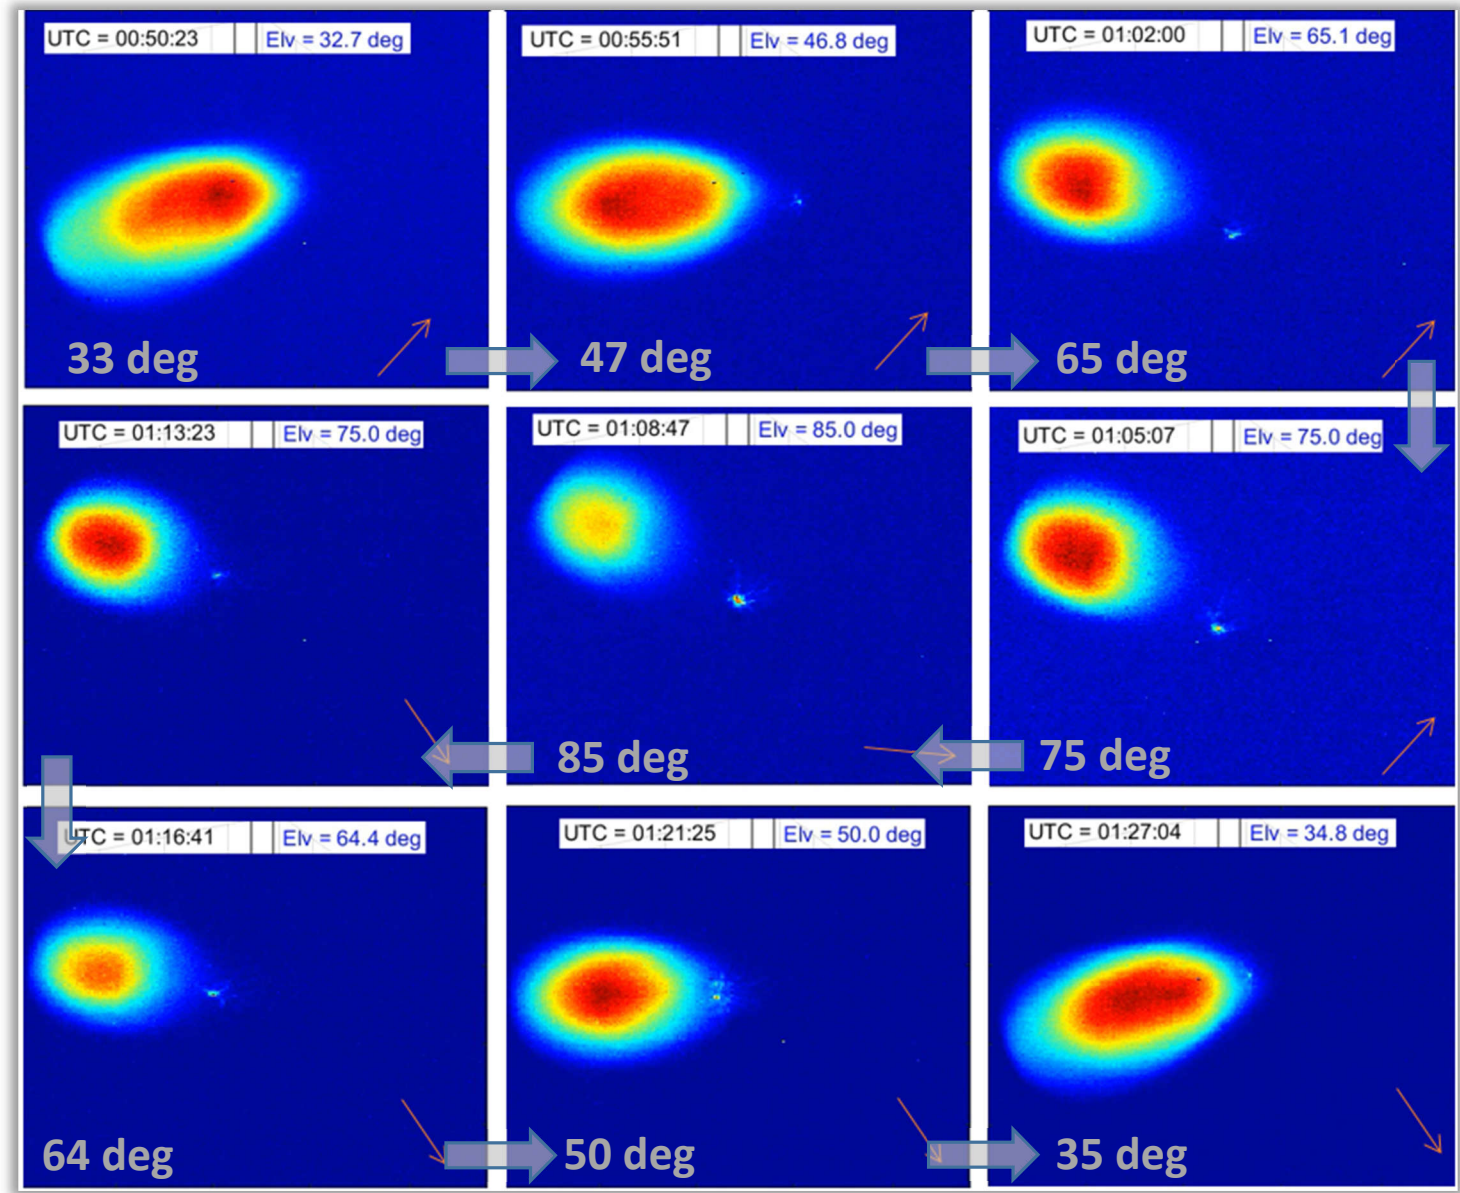 UTC = 00:50:23 Elv = 32.7 deg
33 deg
UTC = 00:55:51 Elv = 46.8 deg
47 deg
UTC = 01:02:00 Elv = 65.1 deg
65 deg
UTC = 01:13:23 Elv = 75.0 deg
UTC = 01:08:47 Elv = 85.0 deg
85 deg
UTC = 01:05:07 Elv = 75.0 deg
75 deg
UTC = 01:16:41 Elv = 64.4 deg
64 deg
UTC = 01:21:25 Elv = 50.0 deg
50 deg
UTC = 01:27:04 Elv = 34.8 deg
35 deg